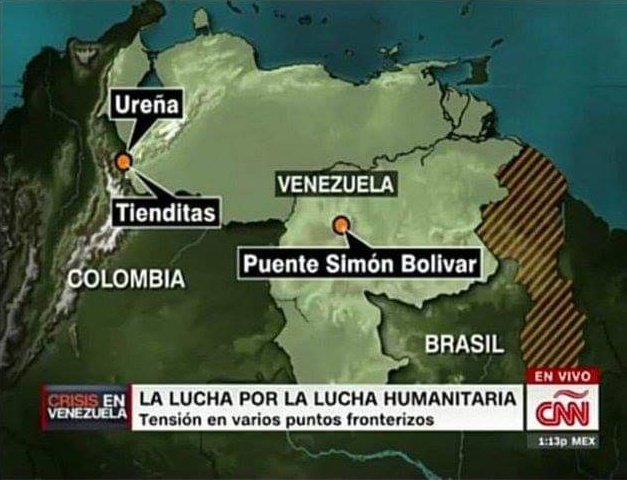 Ureña
Tienditas
VENEZUELA
Puente Simón Bolivar
COLOMBIA
BRASIL
EN VIVO
CRISIS EN
VENEZUELA
LA LUCHA POR LA LUCHA HUMANITARIA
Tensión en varios puntos fronterizos
CNN
1:13p MEX